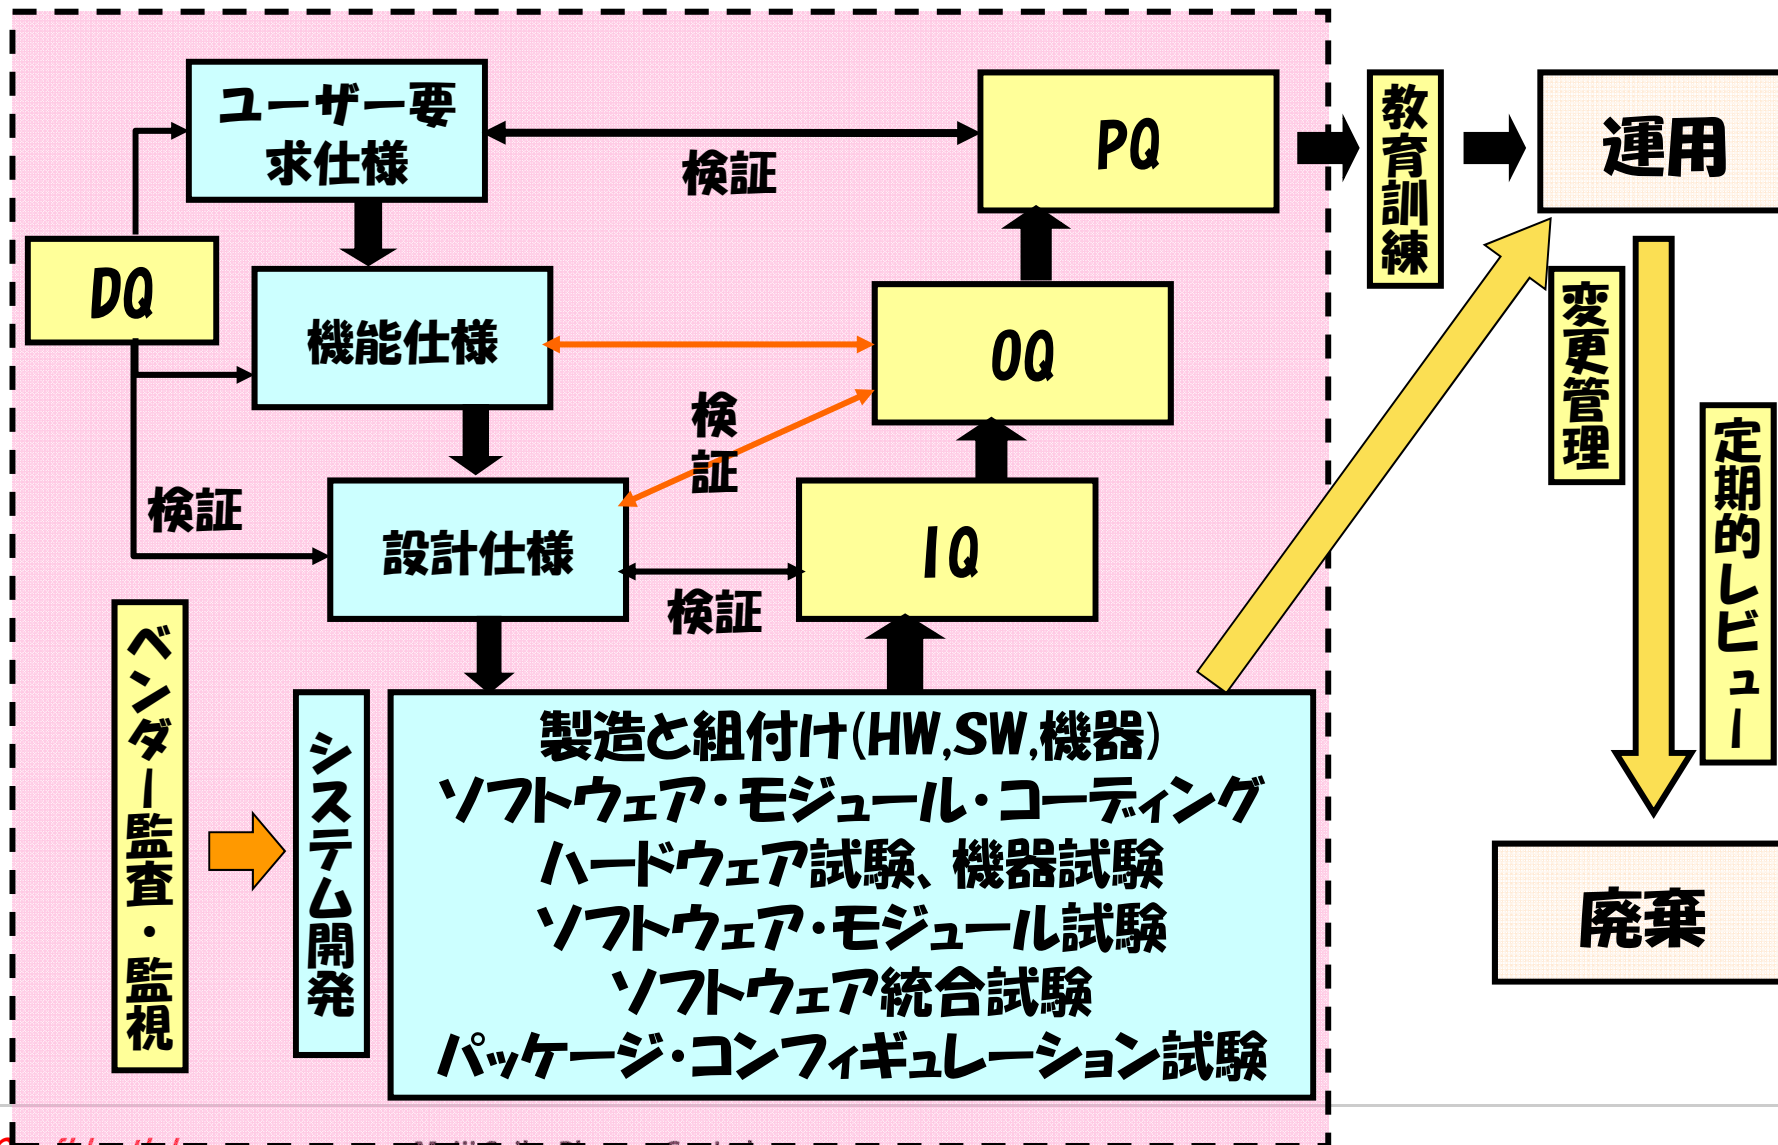 ユーザー要
求仕様
検証
PQ
教育訓練
運用
DQ
機能仕様
OQ
検
証
変更管理
定期的レビュー
検証
設計仕様
IQ
検証
ベンダー監査・監視
システム開発
製造と組付け(HW,SW,機器)
ソフトウェア・モジュール・コーディング
ハードウェア試験、機器試験
ソフトウェア・モジュール試験
ソフトウェア統合試験
パッケージ・コンフィギュレーション試験
廃棄